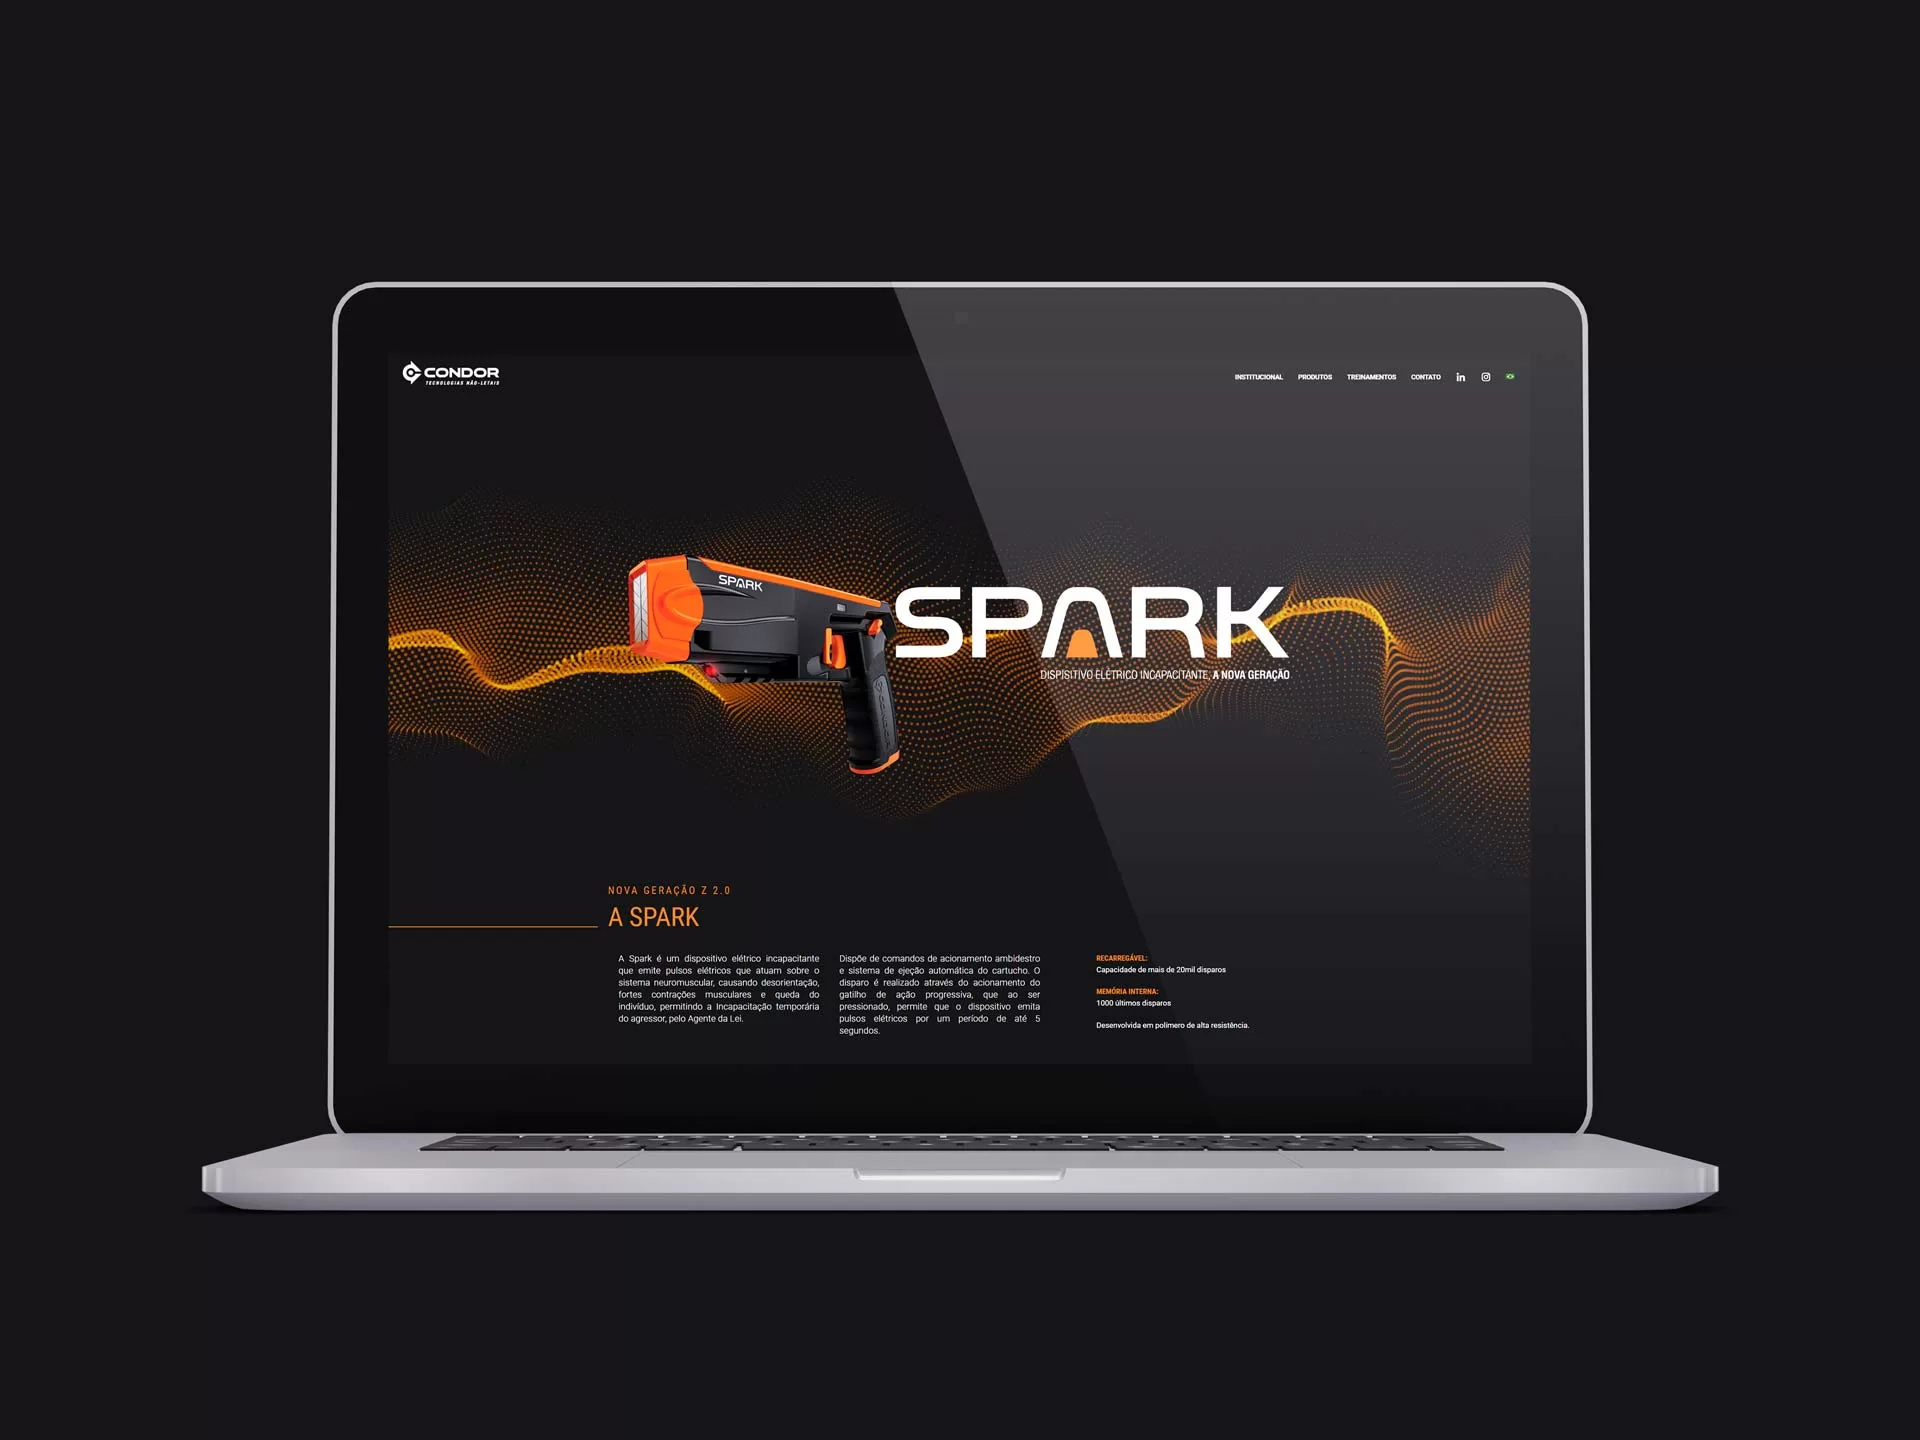 CONDOR
TECNOLOGIAS NÃO-LETAIS
INSTITUCIONAL PRODUTOS TREINAMENTOS CONTATO in
SPARK
SPARK
DISPISITIVO ELÉTRICO INCAPACITANTE, A NOVA GERAÇÃO
NOVA GERAÇÃO Z 2.0
A SPARK
A Spark é um dispositivo elétrico incapacitante
que emite pulsos elétricos que atuam sobre o
sistema neuromuscular, causando desorientação,
fortes contrações musculares e queda do
indivíduo, permitindo a Incapacitação temporária
do agressor, pelo Agente da Lei.
Dispõe de comandos de acionamento ambidestro
e sistema de ejeção automática do cartucho. O
disparo é realizado através do acionamento do
gatilho de ação progressiva, que ao ser
pressionado, permite que o dispositivo emita
pulsos elétricos por um período de até 5
segundos.
RECARREGÁVEL:
Capacidade de mais de 20mil disparos
MEMÓRIA INTERNA:
1000 últimos disparos
Desenvolvida em polímero de alta resistência.